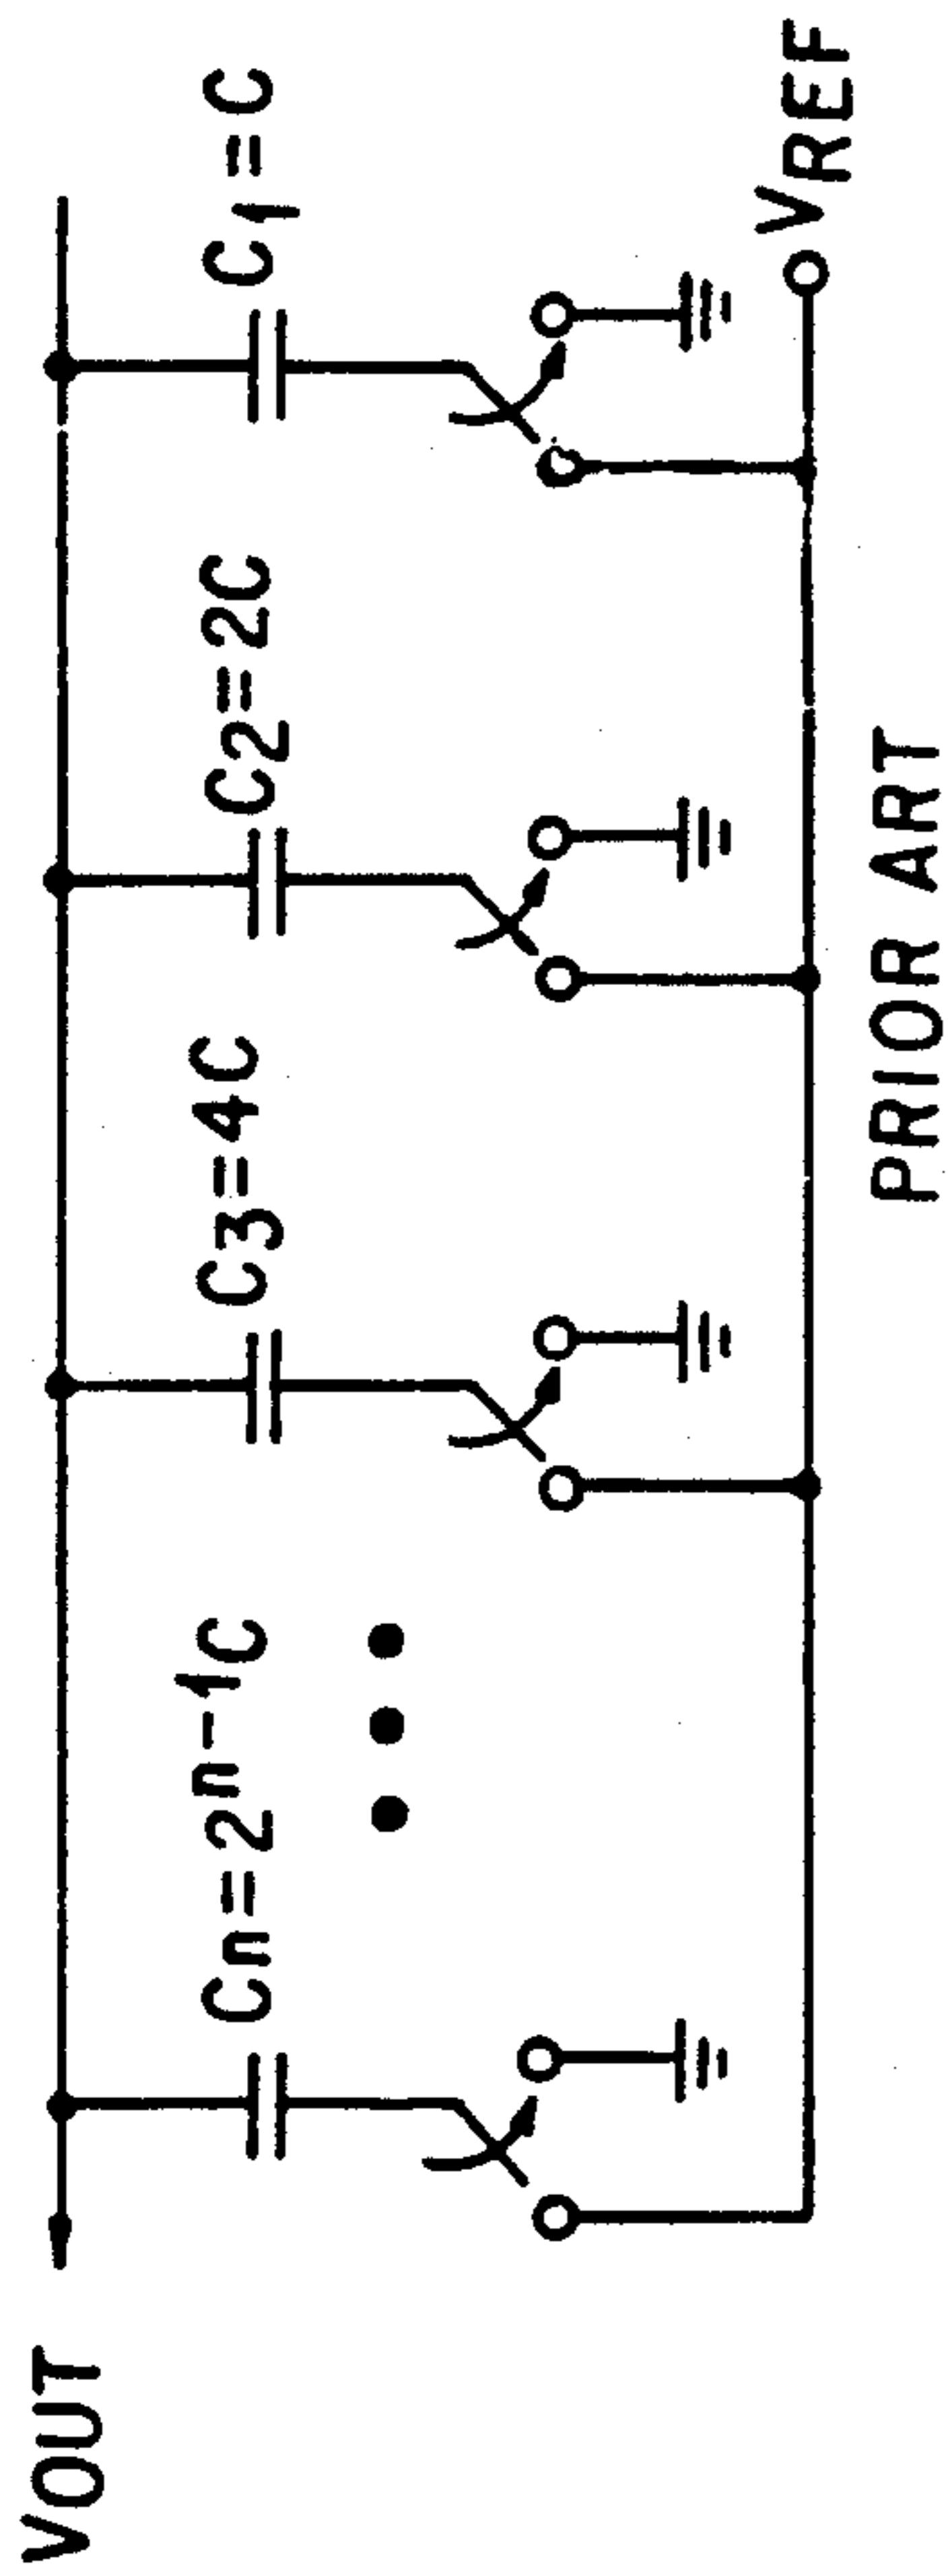 VOUT
Cn=2ⁿ⁻¹C
C3=4C
C2=2C
C1=C
VREF
PRIOR ART